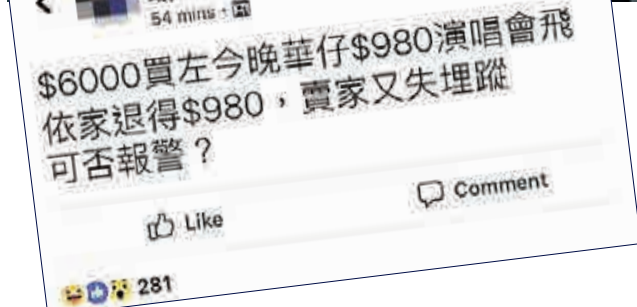 54 mins
$6000買左今晚華仔$980演唱會飛
依家退得$980，賣家又失埋蹤
可否報警？
Like
Comment
281